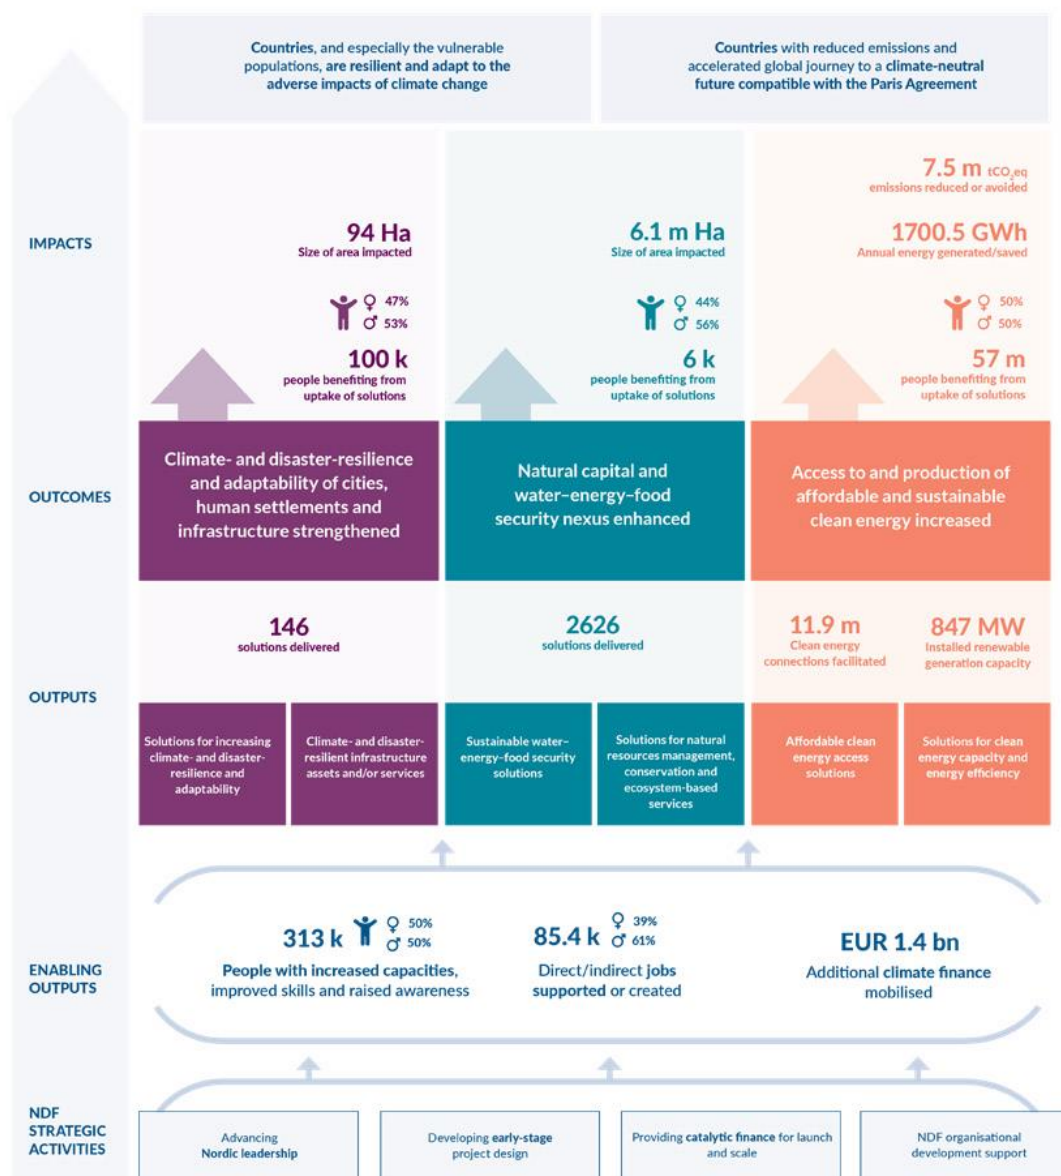 Countries, and especially the vulnerable
populations, are resilient and adapt to the
adverse impacts of climate change
Countries with reduced emissions and
accelerated global journey to a climate-neutral
future compatible with the Paris Agreement
IMPACTS
94 Ha
Size of area impacted
♀ 47%
♂ 53%
100 k
people benefiting from
uptake of solutions
6.1 m Ha
Size of area impacted
♀ 44%
♂ 56%
6 k
people benefiting from
uptake of solutions
7.5 m tCO₂eq
emissions reduced or avoided
1700.5 GWh
Annual energy generated/saved
♀ 50%
♂ 50%
57 m
people benefiting from
uptake of solutions
OUTCOMES
Climate- and disaster-resilience
and adaptability of cities,
human settlements and
infrastructure strengthened
Natural capital and
water–energy–food
security nexus enhanced
Access to and production of
affordable and sustainable
clean energy increased
OUTPUTS
146
solutions delivered
2626
solutions delivered
11.9 m
Clean energy
connections facilitated
847 MW
Installed renewable
generation capacity
Solutions for increasing
climate- and disaster-
resilience and
adaptability
Climate- and disaster-
resilient infrastructure
assets and/or services
Sustainable water–
energy–food security
solutions
Solutions for natural
resources management,
conservation and
ecosystem-based
services
Affordable clean
energy access
solutions
Solutions for clean
energy capacity and
energy efficiency
ENABLING
OUTPUTS
313 k ♀ 50%
♂ 50%
People with increased capacities,
improved skills and raised awareness
85.4 k ♀ 39%
♂ 61%
Direct/indirect jobs
supported or created
EUR 1.4 bn
Additional climate finance
mobilised
NDF
STRATEGIC
ACTIVITIES
Advancing
Nordic leadership
Developing early-stage
project design
Providing catalytic finance for launch
and scale
NDF organisational
development support